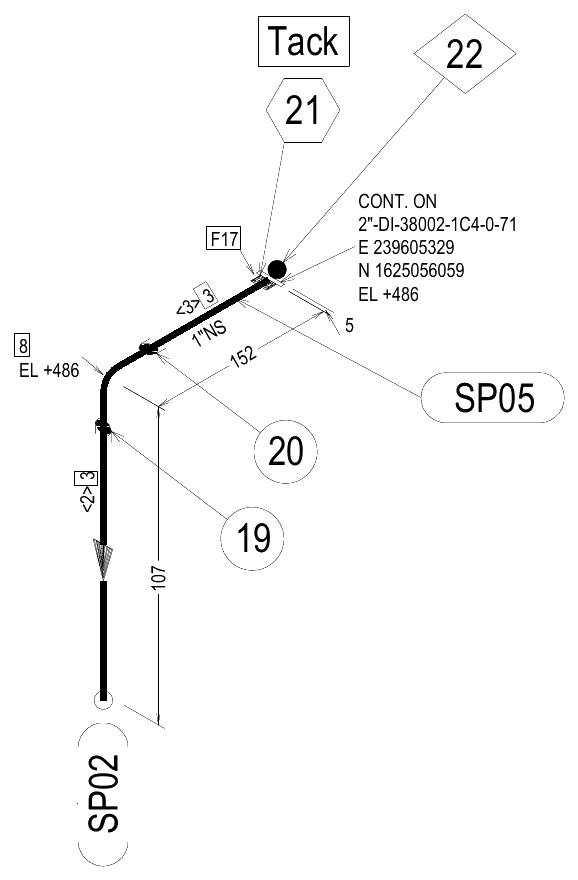 Tack
22
21
CONT. ON
2"-DI-38002-1C4-0-71
E 239605329
N 1625056059
EL +486
F17
<3> 3
1"NS
5
152
8
EL +486
SP05
20
<2> 3
19
107
SP02